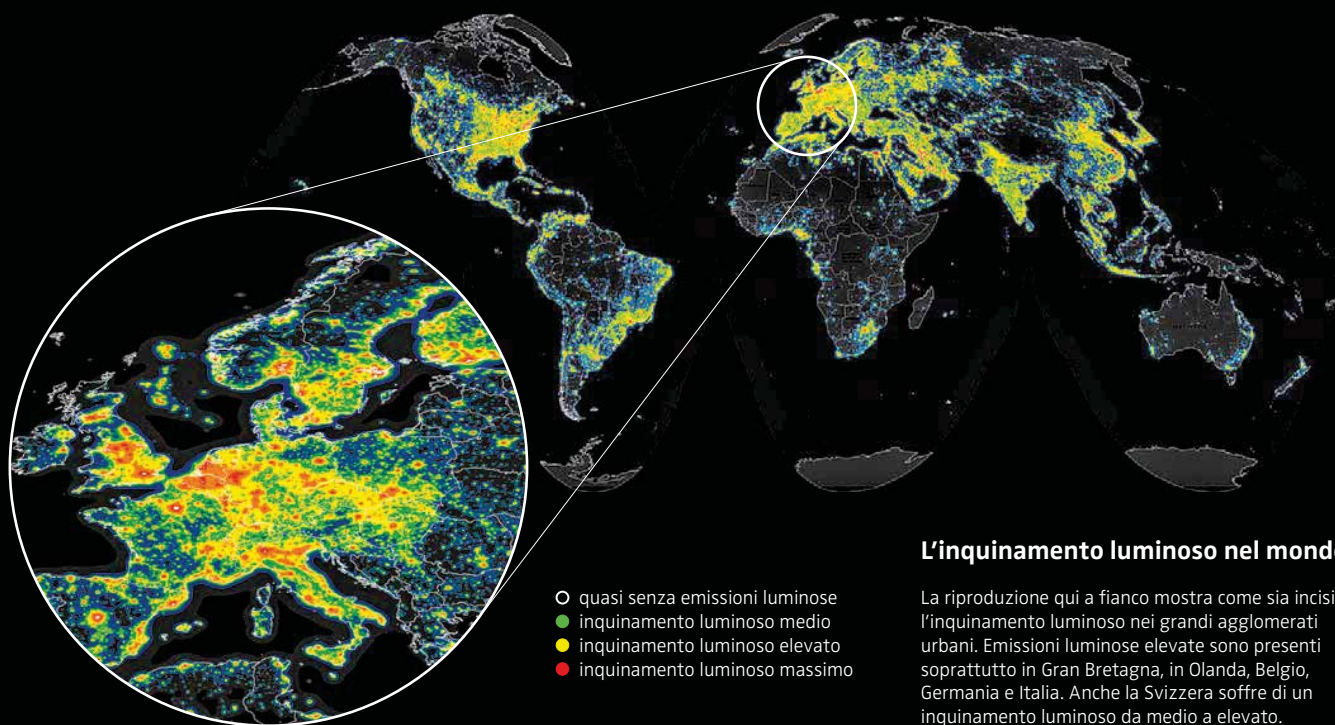 L'inquinamento luminoso nel mondo
La riproduzione qui a fianco mostra come sia incisi
l'inquinamento luminoso nei grandi agglomerati
urbani. Emissioni luminose elevate sono presenti
soprattutto in Gran Bretagna, in Olanda, Belgio,
Germania e Italia. Anche la Svizzera soffre di un
inquinamento luminoso da medio a elevato.
quasi senza emissioni luminose
inquinamento luminoso medio
inquinamento luminoso elevato
inquinamento luminoso massimo